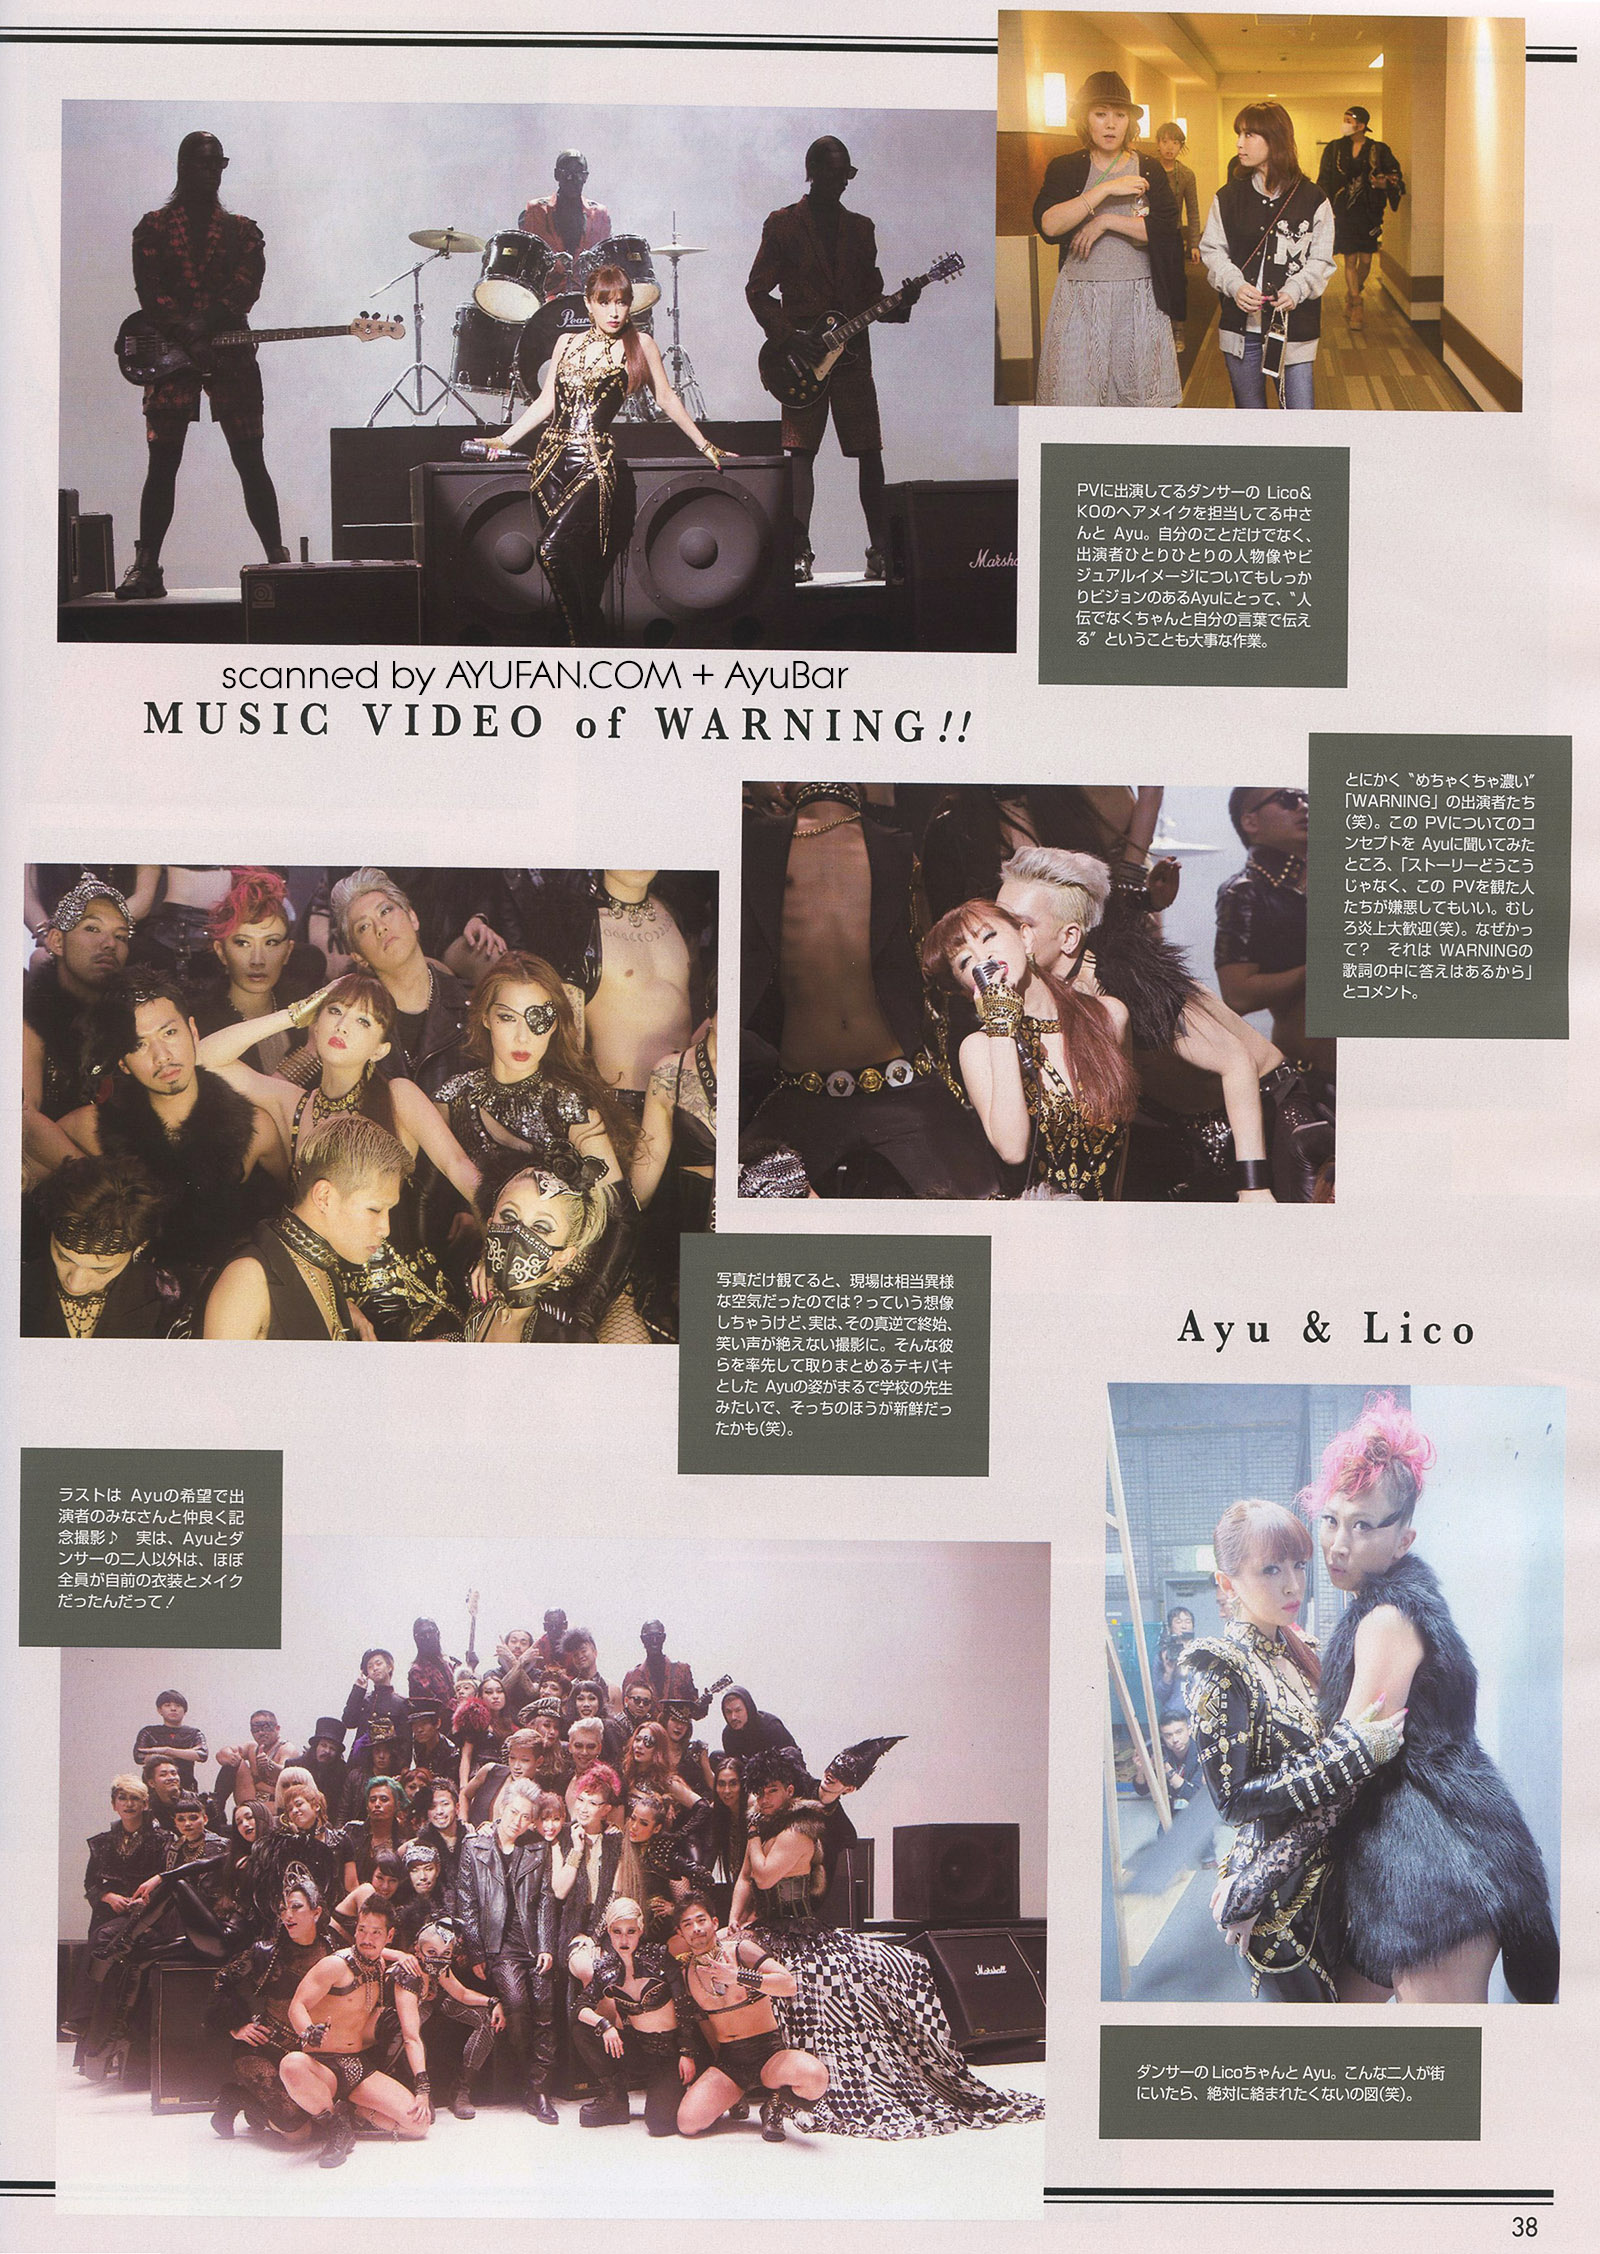 Pearl
Marshall
PVに出演してるダンサーの Lico&
KOのヘアメイクを担当してる中さ
んと Ayu。自分のことだけでなく、
出演者ひとりひとりの人物像やビ
ジュアルイメージについてもしっか
りビジョンのあるAyuにとって、“人
伝でなくちゃんと自分の言葉で伝え
る” ということも大事な作業。
scanned by AYUFAN.COM + AyuBar
MUSIC VIDEO of WARNING!!
とにかく “めちゃくちゃ濃い”
「WARNING」の出演者たち
(笑)。この PVについてのコ
ンセプトを Ayuに聞いてみた
ところ、「ストーリーどうこう
じゃなく、この PVを観た人
たちが嫌悪してもいい。むし
ろ炎上大歓迎(笑)。なぜかっ
て？ それは WARNINGの
歌詞の中に答えはあるから」
とコメント。
写真だけ観てると、現場は相当異様
な空気だったのでは？っていう想像
しちゃうけど、実は、その真逆で終始、
笑い声が絶えない撮影に。そんな彼
らを率先して取りまとめるテキパキ
とした Ayuの姿がまるで学校の先生
みたいで、そっちのほうが新鮮だっ
たかも(笑)。
Ayu & Lico
ラストは Ayuの希望で出
演者のみなさんと仲良く記
念撮影♪ 実は、Ayuとダ
ンサーの二人以外は、ほぼ
全員が自前の衣装とメイク
だったんだって！
Marshall
ダンサーの LicoちゃんとAyu。こんな二人が街
にいたら、絶対に絡まれたくないの図(笑)。
38